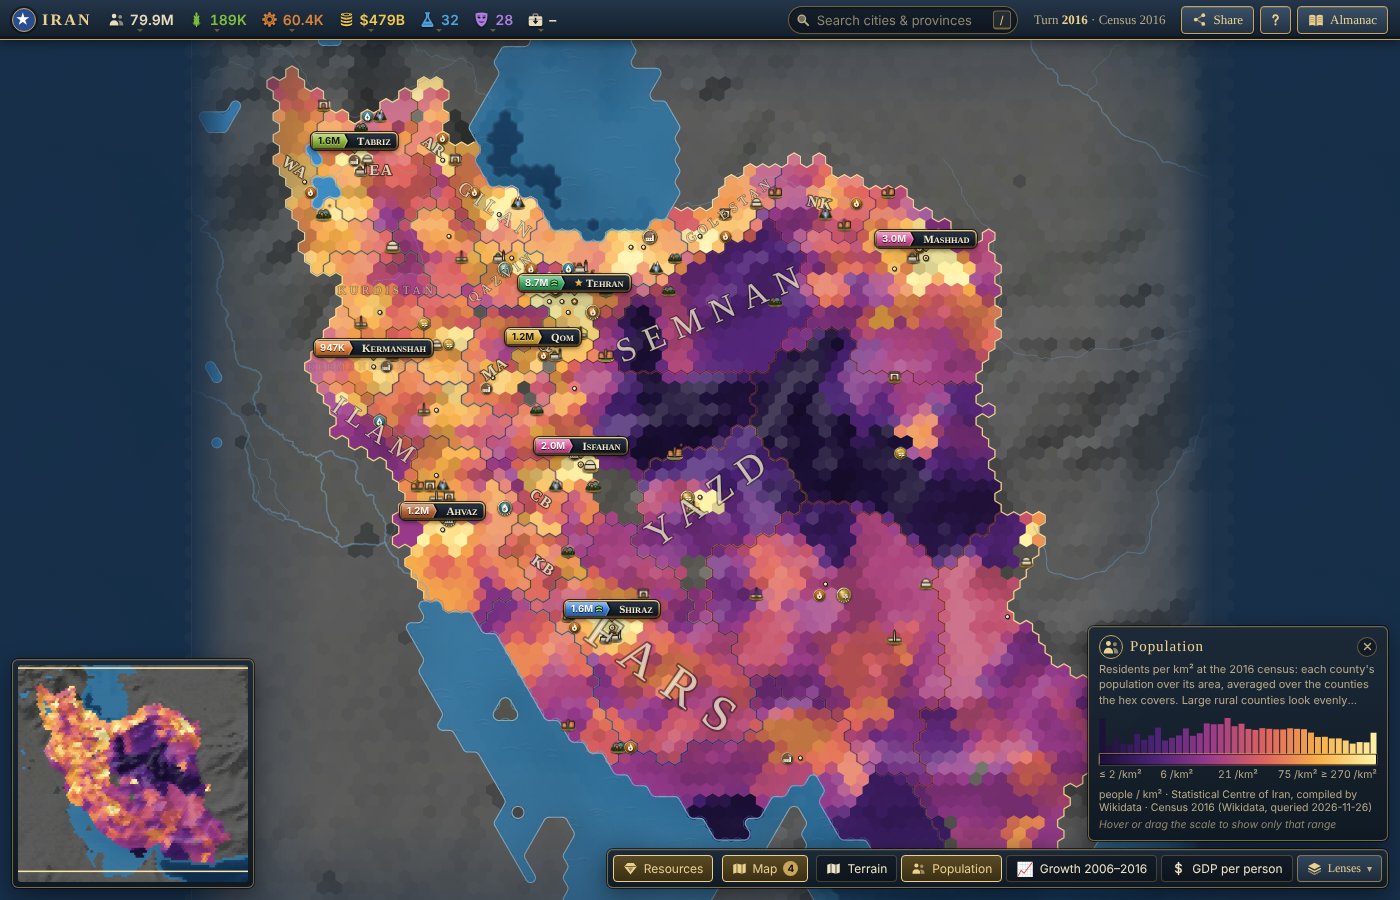 IRAN 79.9M 189K 60.4K $479B 32 28 –
Search cities & provinces /
Turn 2016 · Census 2016
Share
?
Almanac
1.6M TABRIZ
WA
EA
AR
GILAN
GOLESTAN
NK
3.0M MASHHAD
QAZVIN
8.7M ★ TEHRAN
KURDISTAN
SEMNAN
947K KERMANSHAH
1.2M QOM
MA
ILAM
2.0M ISFAHAN
YAZD
CB
1.2M AHVAZ
KB
1.6M SHIRAZ
FARS
Population
Residents per km² at the 2016 census: each county's
population over its area, averaged over the counties
the hex covers. Large rural counties look evenly…
≤ 2 /km² 6 /km² 21 /km² 75 /km² ≥ 270 /km²
people / km² · Statistical Centre of Iran, compiled by
Wikidata · Census 2016 (Wikidata, queried 2026-11-26)
Hover or drag the scale to show only that range
Resources
Map 4
Terrain
Population
Growth 2006–2016
$ GDP per person
Lenses ▾